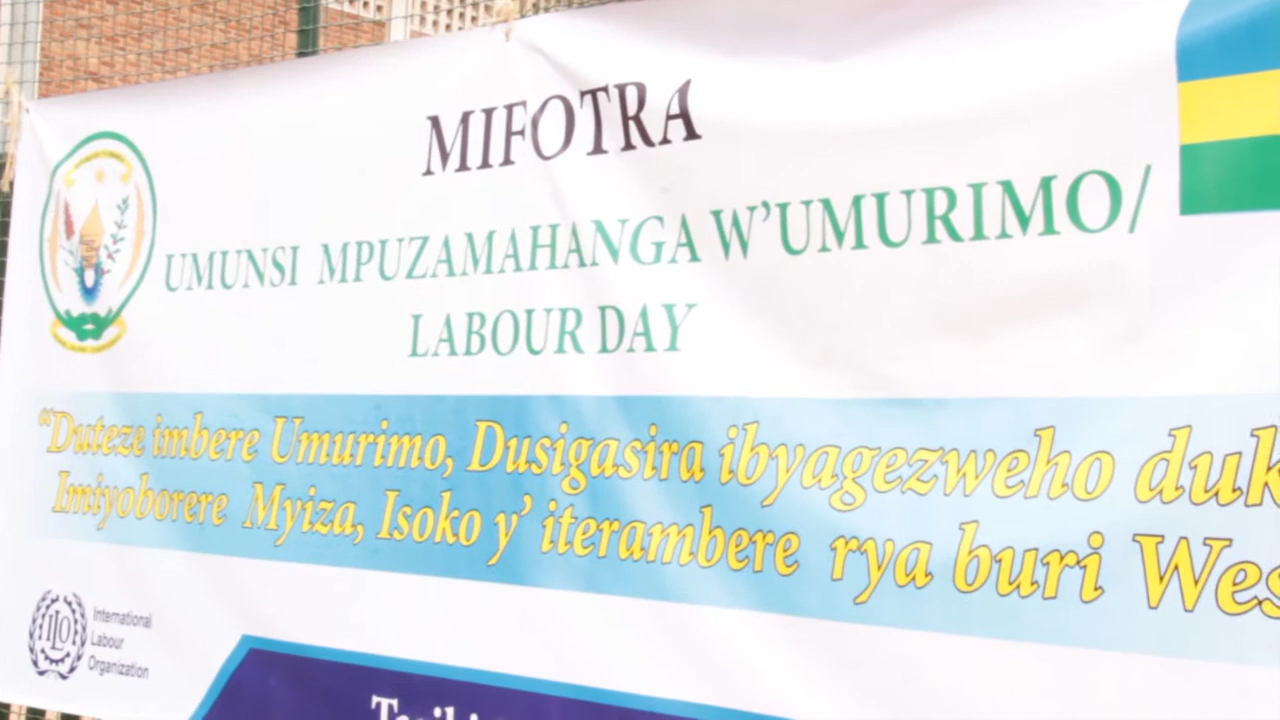 MIFOTRA
UMUNSI MPUZAMAHANGA W'UMURIMO/
LABOUR DAY
“Duteze imbere Umurimo, Dusigasira ibyagezweho duk
Imiyoborere Myiza, Isoko y’ iterambere rya buri Wes
ILO
International
Labour
Organization